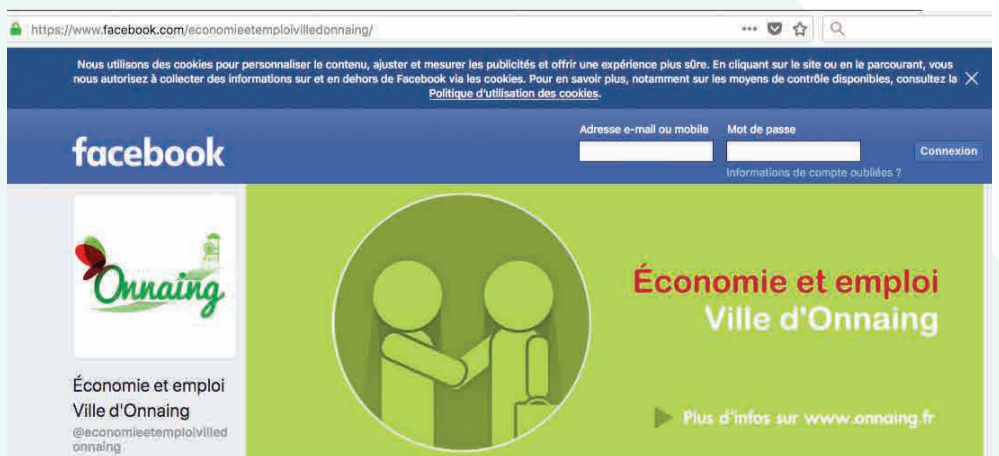 https://www.facebook.com/economieetemploivilledonnaing/
Nous utilisons des cookies pour personnaliser le contenu, ajuster et mesurer les publicités et offrir une expérience plus sûre. En cliquant sur le site ou en le parcourant, vous
nous autorisez à collecter des informations sur et en dehors de Facebook via les cookies. Pour en savoir plus, notamment sur les moyens de contrôle disponibles, consultez la
Politique d'utilisation des cookies.
Adresse e-mail ou mobile
Mot de passe
facebook
Connexion
Informations de compte oubliées ?
Onnaing
Économie et emploi
Ville d'Onnaing
Plus d'infos sur www.onnaing.fr
Économie et emploi
Ville d'Onnaing
@economieetemploivilled
onnaing